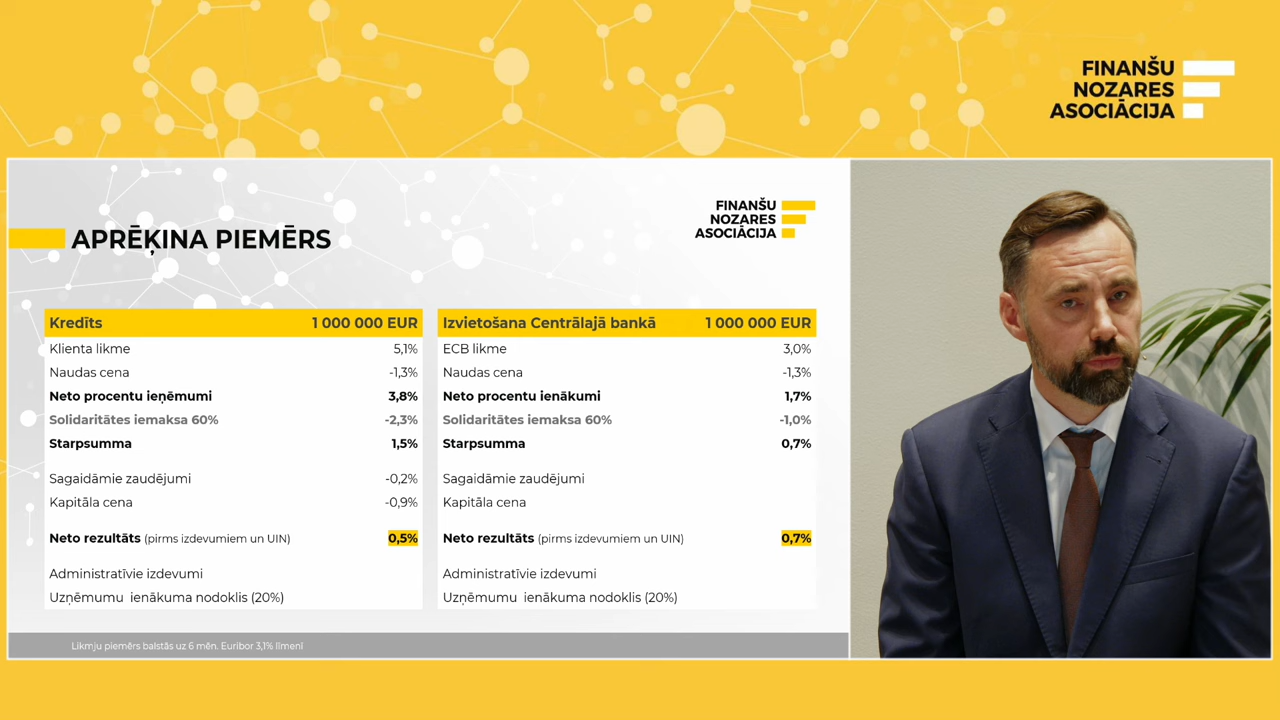 FINANŠU
NOZARES
ASOCIĀCIJA
FINANŠU
NOZARES
ASOCIĀCIJA
APRĒĶINA PIEMĒRS
Kredīts 1 000 000 EUR
Klienta likme 5,1%
Naudas cena -1,3%
Neto procentu ieņēmumi 3,8%
Solidaritātes iemaksa 60% -2,3%
Starpsumma 1,5%
Sagaidāmie zaudējumi -0,2%
Kapitāla cena -0,9%
Neto rezultāts (pirms izdevumiem un UIN) 0,5%
Administratīvie izdevumi
Uzņēmumu ienākuma nodoklis (20%)
Izvietošana Centrālajā bankā 1 000 000 EUR
ECB likme 3,0%
Naudas cena -1,3%
Neto procentu ienākumi 1,7%
Solidaritātes iemaksa 60% -1,0%
Starpsumma 0,7%
Sagaidāmie zaudējumi
Kapitāla cena
Neto rezultāts (pirms izdevumiem un UIN) 0,7%
Administratīvie izdevumi
Uzņēmumu ienākuma nodoklis (20%)
Likmju piemērs balstās uz 6 mēn. Euribor 3,1% līmenī